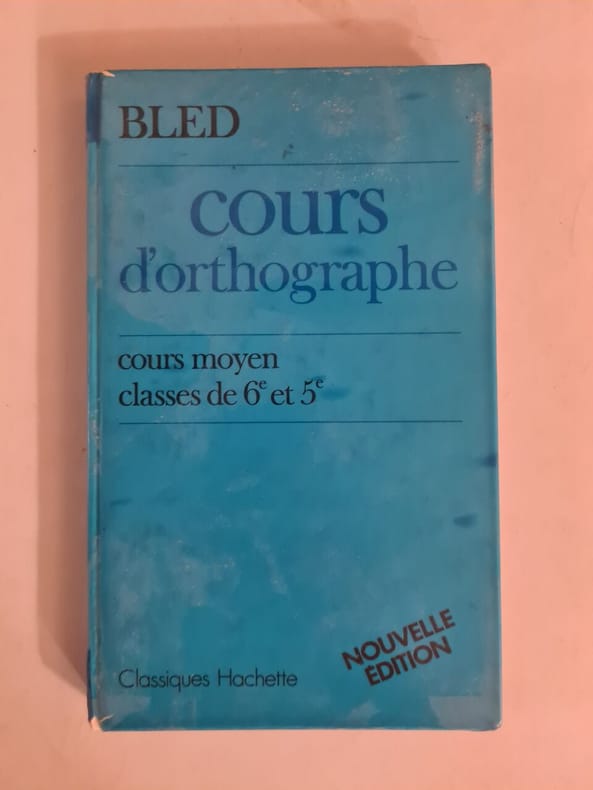 BLED
cours
d'orthographe
cours moyen
classes de 6e et 5e
NOUVELLE
ÉDITION
Classiques Hachette